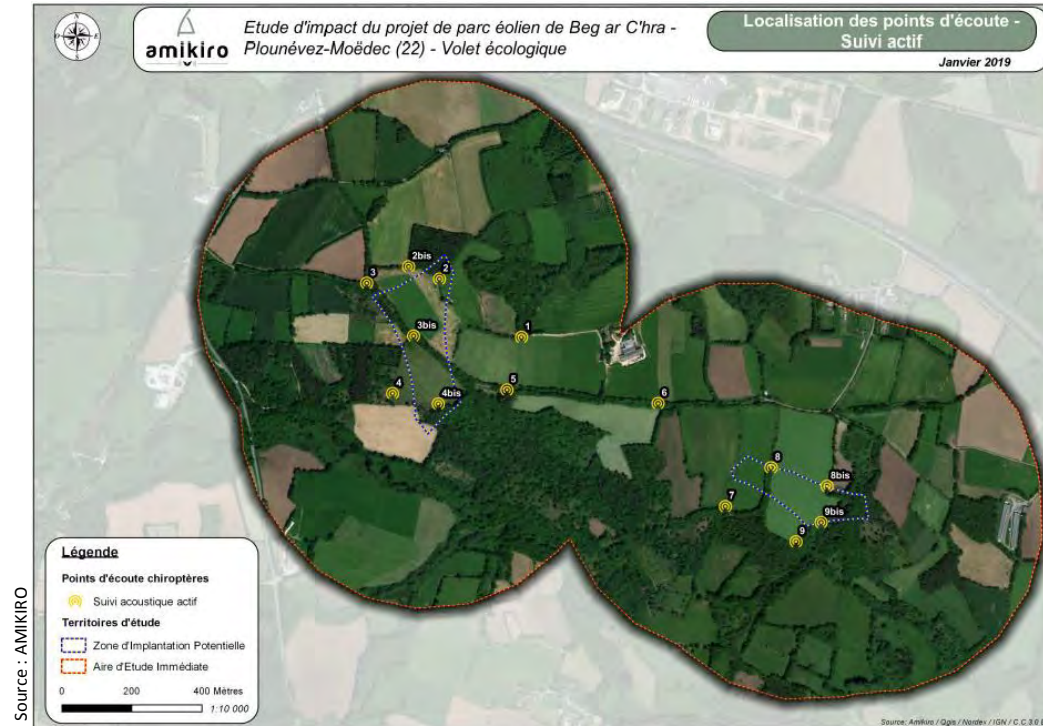 N
O
E
S
amikiro
Etude d'impact du projet de parc éolien de Beg ar C'hra -
Plounévez-Moëdec (22) - Volet écologique
Localisation des points d'écoute -
Suivi actif
Janvier 2019
2bis
2
3
3bis
1
4
4bis
5
6
8
8bis
7
9bis
9
Légende
Points d'écoute chiroptères
Suivi acoustique actif
Territoires d'étude
Zone d'Implantation Potentielle
Aire d'Etude Immédiate
0 200 400 Mètres
1:10 000
Source : AMIKIRO
Source: Amikiro / Qgis / Nordex / IGN / C.C 3.0